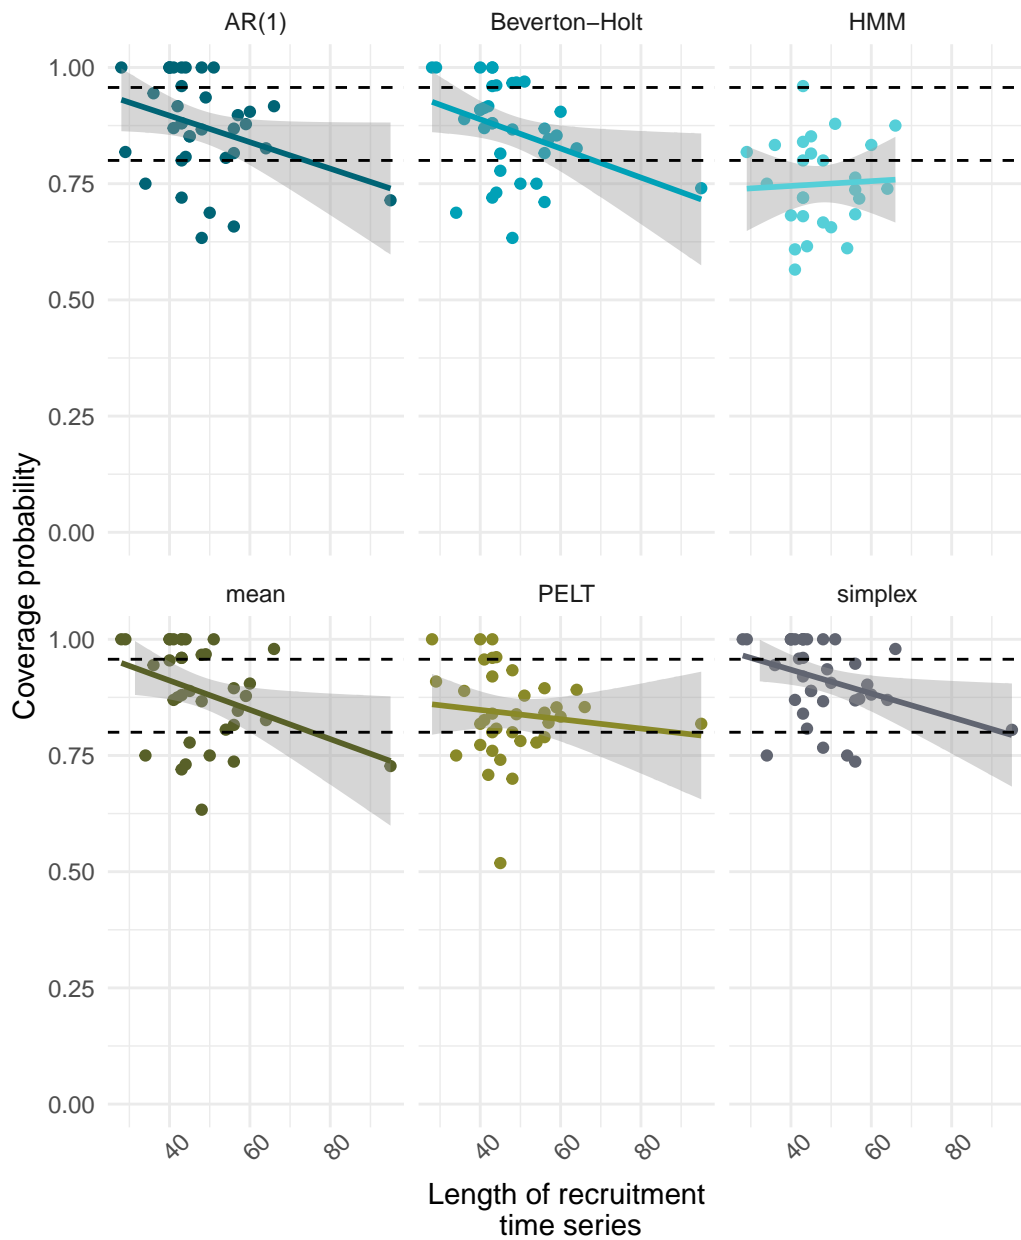 AR(1)
Beverton−Holt
HMM
1.00
0.75
0.50
0.25
0.00
mean
PELT
simplex
1.00
0.75
0.50
0.25
0.00
Coverage probability
40
60
80
40
60
80
40
60
80
Length of recruitment
time series